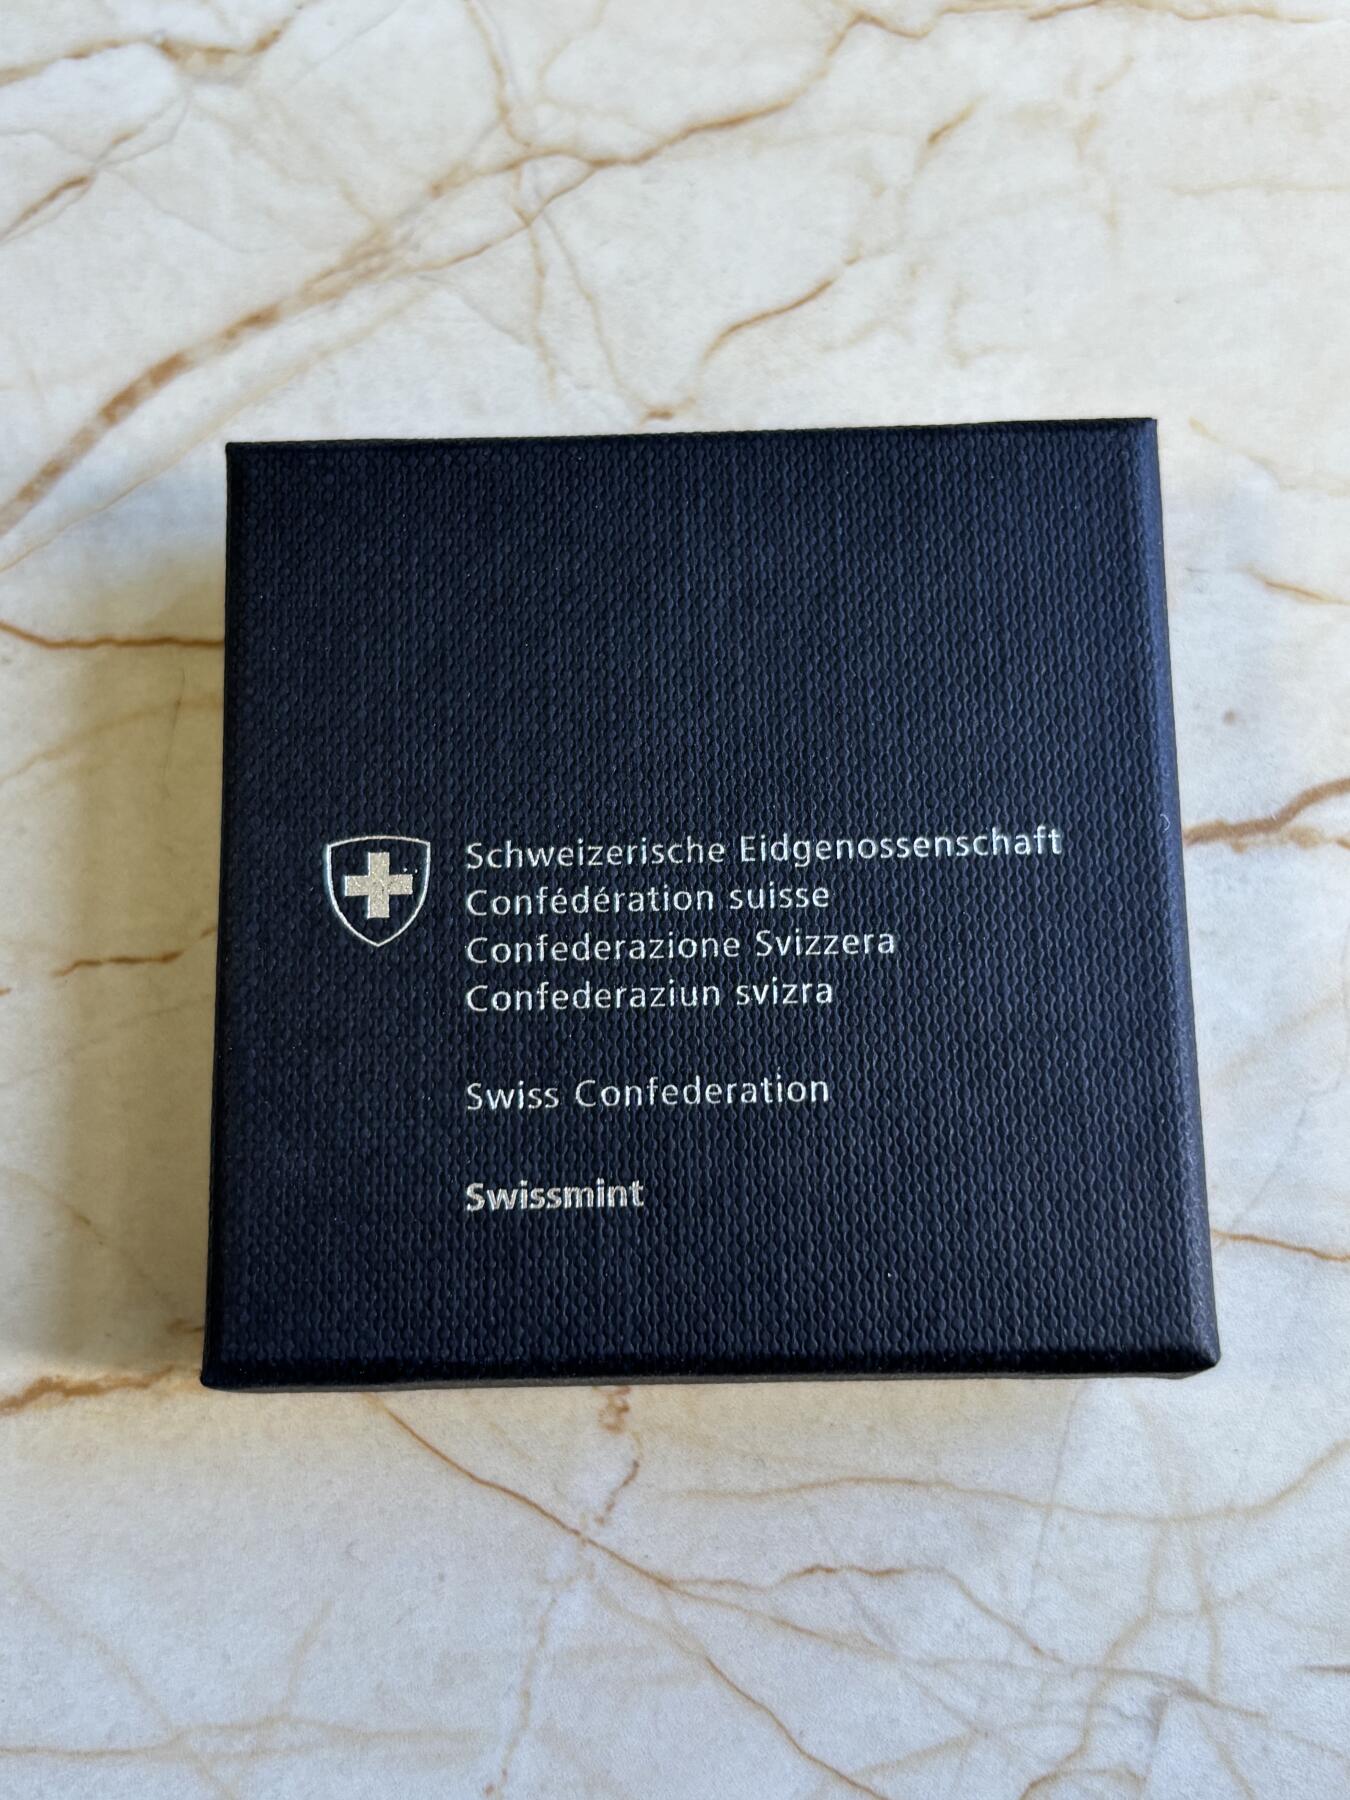 Schweizerische Eidgenossenschaft
Confédération suisse
Confederazione Svizzera
Confederaziun svizra
Swiss Confederation
Swissmint